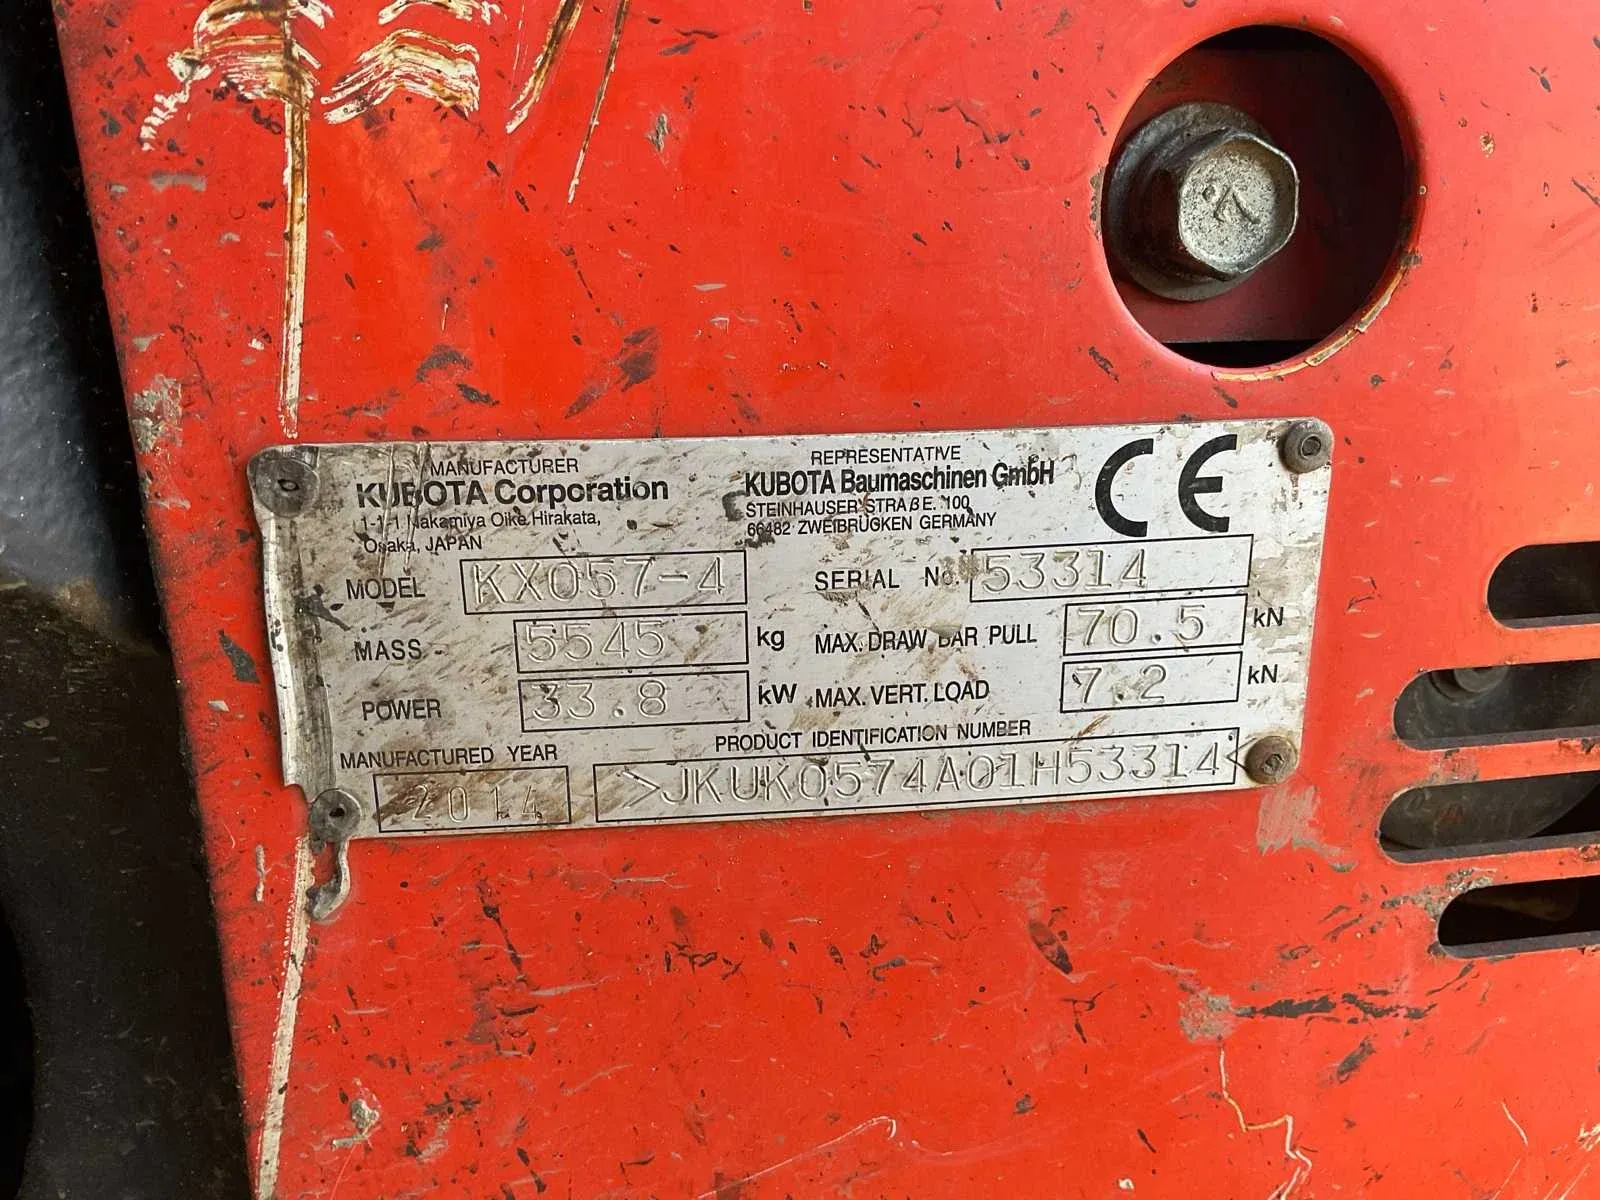 MANUFACTURER
KUBOTA Corporation
1-1-1 Nakamiya Oike Hirakata,
Osaka, JAPAN
REPRESENTATIVE
KUBOTA Baumaschinen GmbH
STEINHAUSER STRAßE. 100
66482 ZWEIBRÜCKEN GERMANY
CE
MODEL KX057-4
SERIAL No. 53314
MASS 5545 kg
MAX. DRAW BAR PULL 70.5 kN
POWER 33.8 kW
MAX. VERT. LOAD 7.2 kN
MANUFACTURED YEAR
2014
PRODUCT IDENTIFICATION NUMBER
>JKUK0574A01H53314<